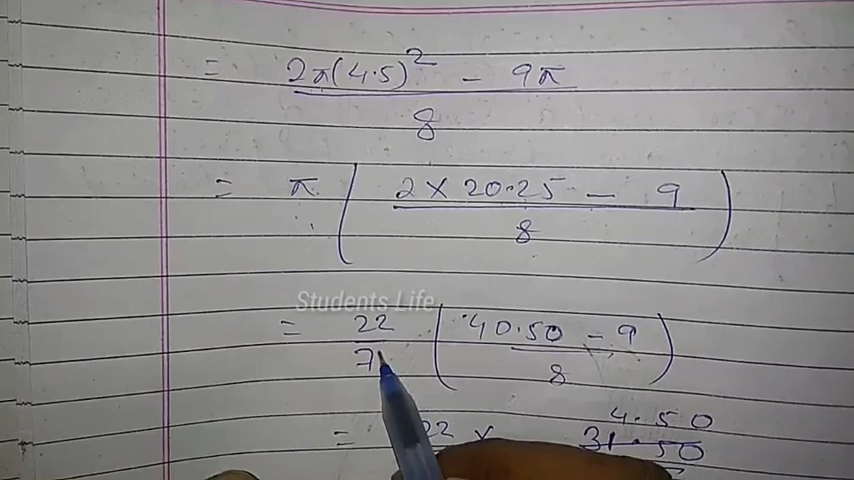 = 2π(4.5)² - 9π
8
= π ( 2 × 20.25 - 9
8 )
Students Life
= 22 ( 40.50 - 9
7 8 )
4.50
= 22 × 31.50